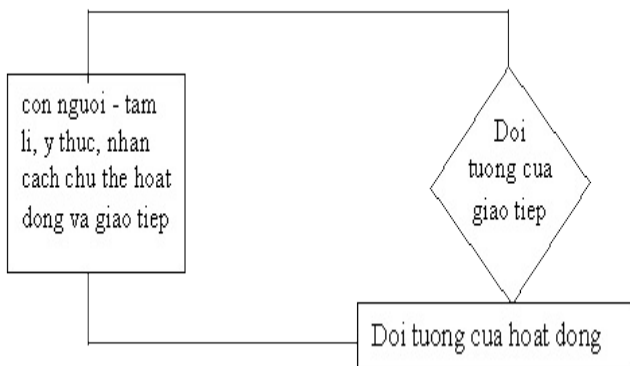 con nguoi - tam
li, y thuc, nhan
cach chu the hoat
dong va giao tiep
Doi
tuong cua
giao tiep
Doi tuong cua hoat dong